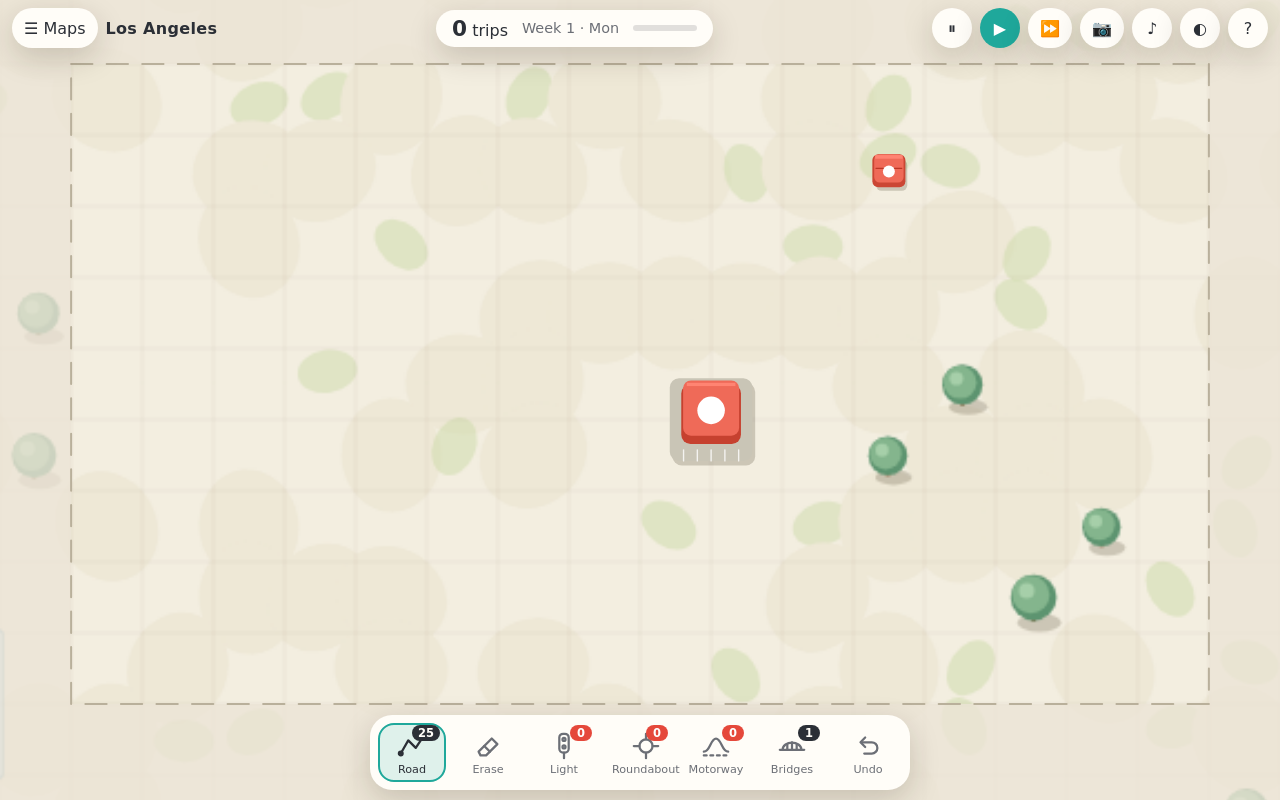 ☰ Maps
Los Angeles
0 trips
Week 1 · Mon
?
25
Road
Erase
0
Light
0
Roundabout
0
Motorway
1
Bridges
Undo